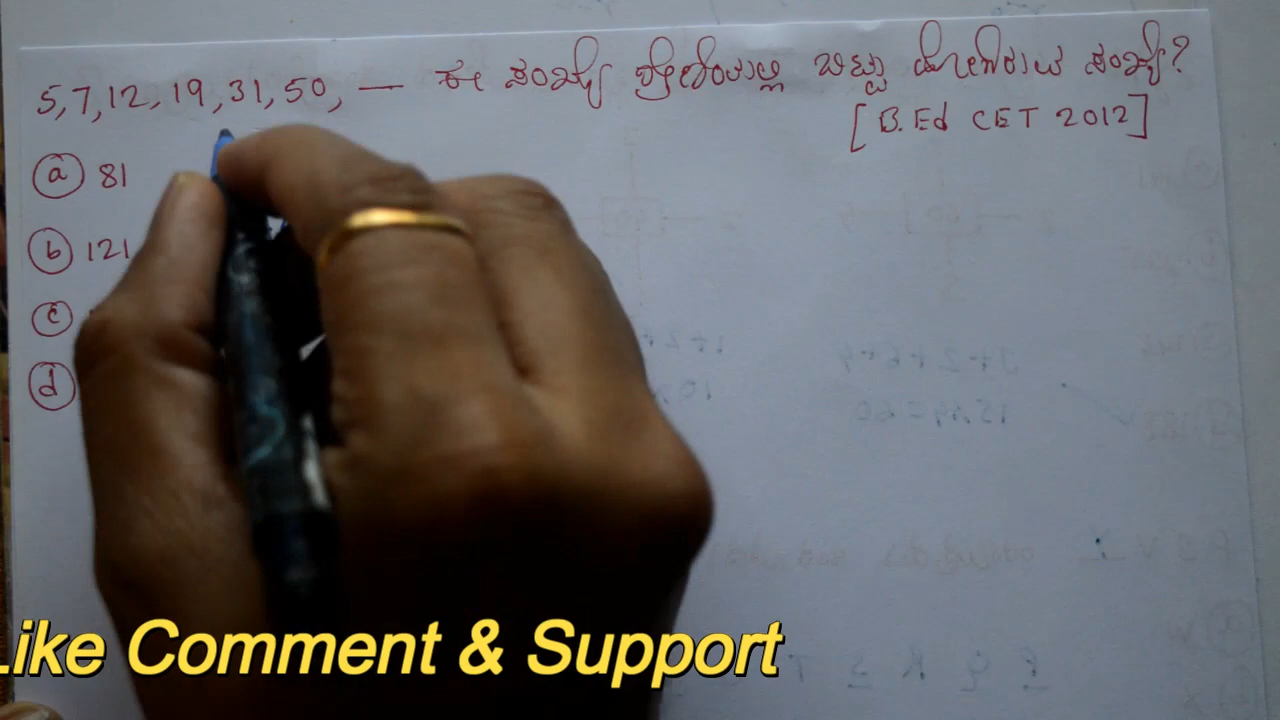 5, 7, 12, 19, 31, 50, — ಈ ಸಂಖ್ಯೆ ಶ್ರೇಣಿಯಲ್ಲಿ ಬಿಟ್ಟು ಹೋಗಿರುವ ಸಂಖ್ಯೆ?
[B.Ed CET 2012]
a 81
b 121
c
d
Like Comment & Support